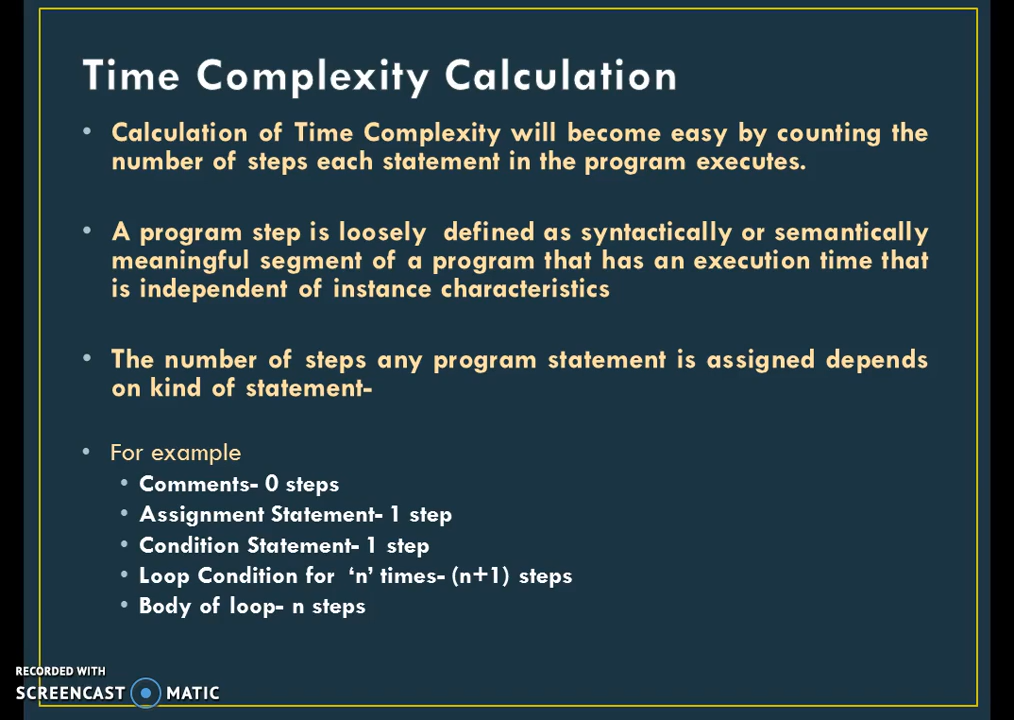 Time Complexity Calculation
• Calculation of Time Complexity will become easy by counting the
number of steps each statement in the program executes.
• A program step is loosely defined as syntactically or semantically
meaningful segment of a program that has an execution time that
is independent of instance characteristics
• The number of steps any program statement is assigned depends
on kind of statement-
• For example
• Comments- 0 steps
• Assignment Statement- 1 step
• Condition Statement- 1 step
• Loop Condition for ‘n’ times- (n+1) steps
• Body of loop- n steps
RECORDED WITH
SCREENCAST MATIC